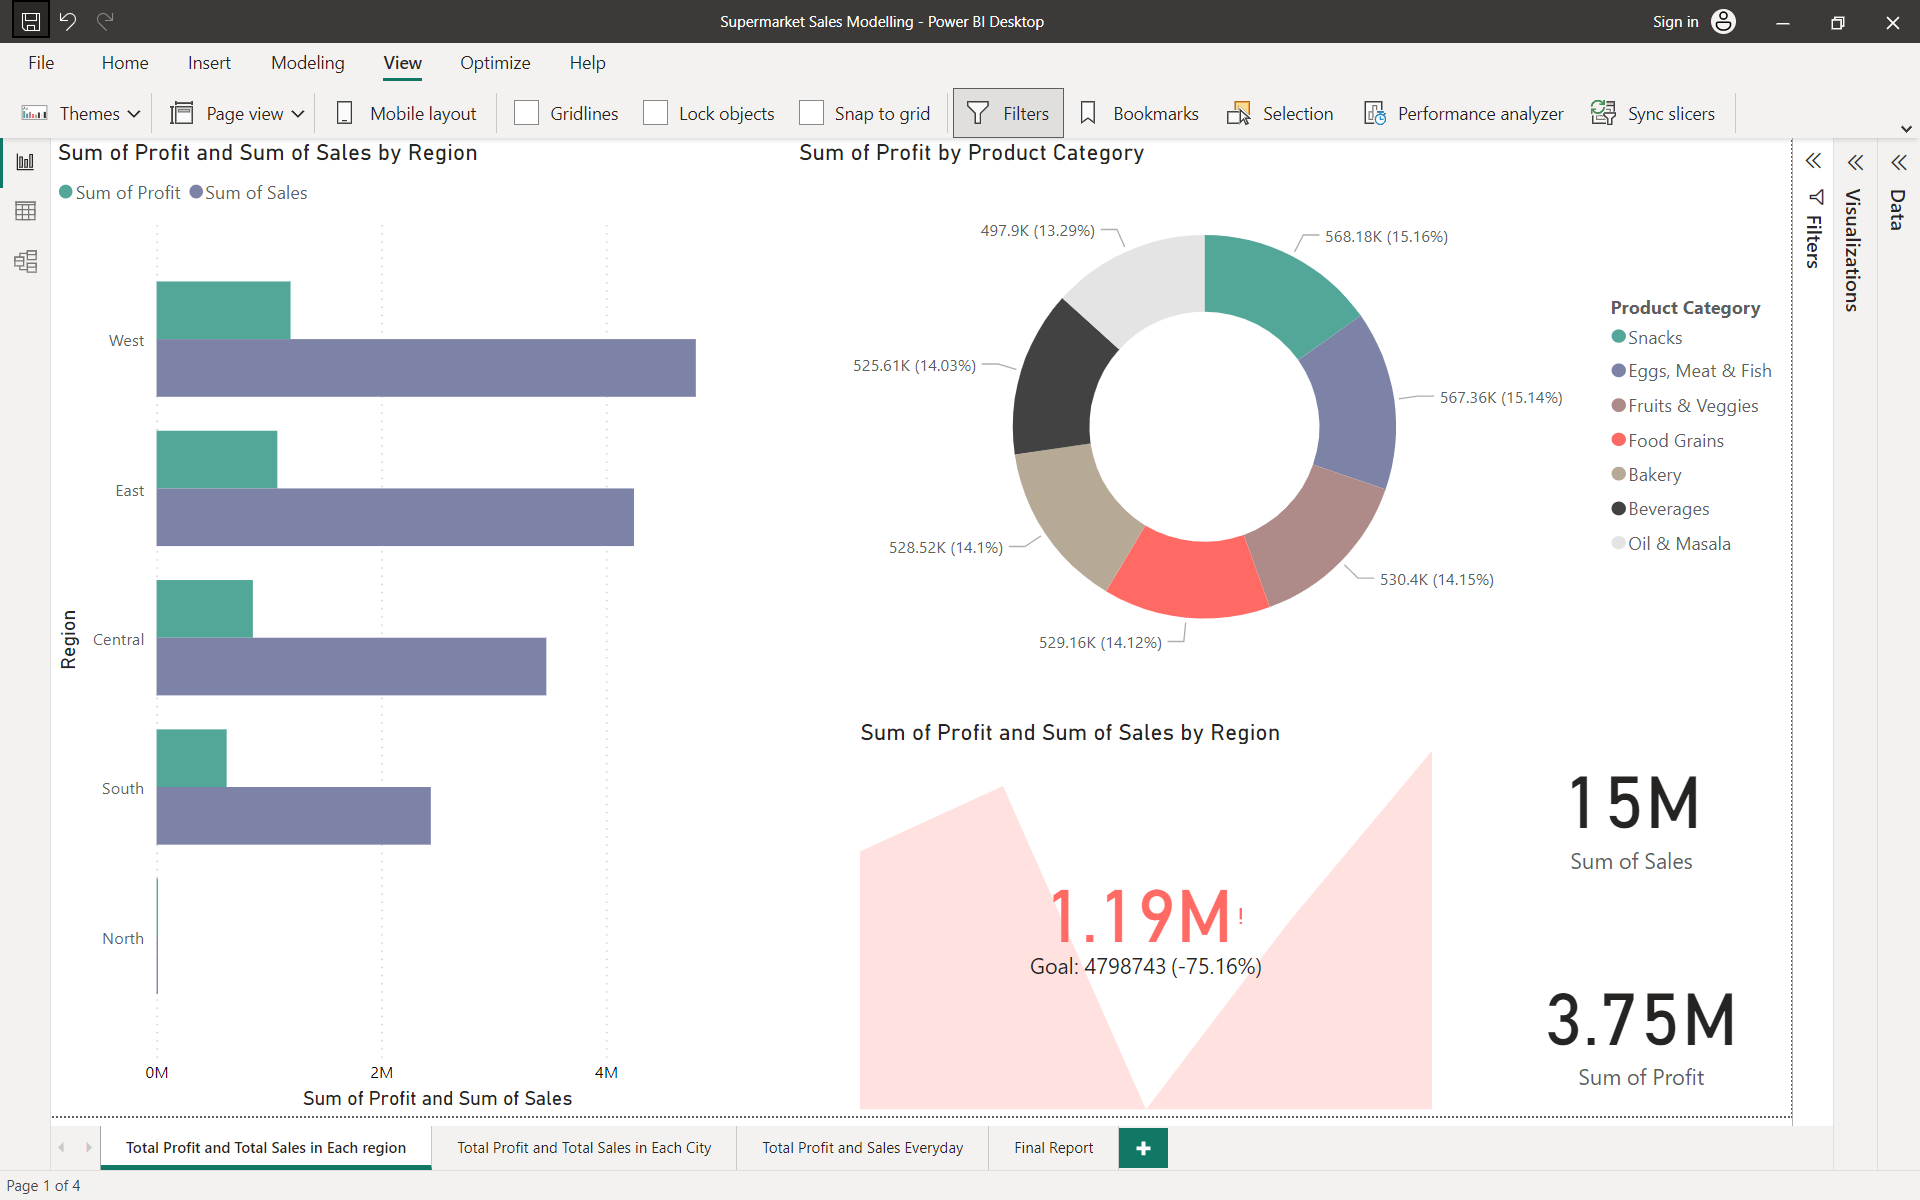 Supermarket Sales Modelling - Power BI Desktop
Sign in
File Home Insert Modeling View Optimize Help
Themes Page view Mobile layout Gridlines Lock objects Snap to grid Filters Bookmarks Selection Performance analyzer Sync slicers
Sum of Profit and Sum of Sales by Region
Sum of Profit Sum of Sales
West
East
Central
South
North
Region
0M 2M 4M
Sum of Profit and Sum of Sales
Sum of Profit by Product Category
497.9K (13.29%)
568.18K (15.16%)
525.61K (14.03%)
567.36K (15.14%)
528.52K (14.1%)
530.4K (14.15%)
529.16K (14.12%)
Product Category
Snacks
Eggs, Meat & Fish
Fruits & Veggies
Food Grains
Bakery
Beverages
Oil & Masala
Sum of Profit and Sum of Sales by Region
1.19M!
Goal: 4798743 (-75.16%)
15M
Sum of Sales
3.75M
Sum of Profit
Filters
Visualizations
Data
Total Profit and Total Sales in Each region Total Profit and Total Sales in Each City Total Profit and Sales Everyday Final Report
Page 1 of 4